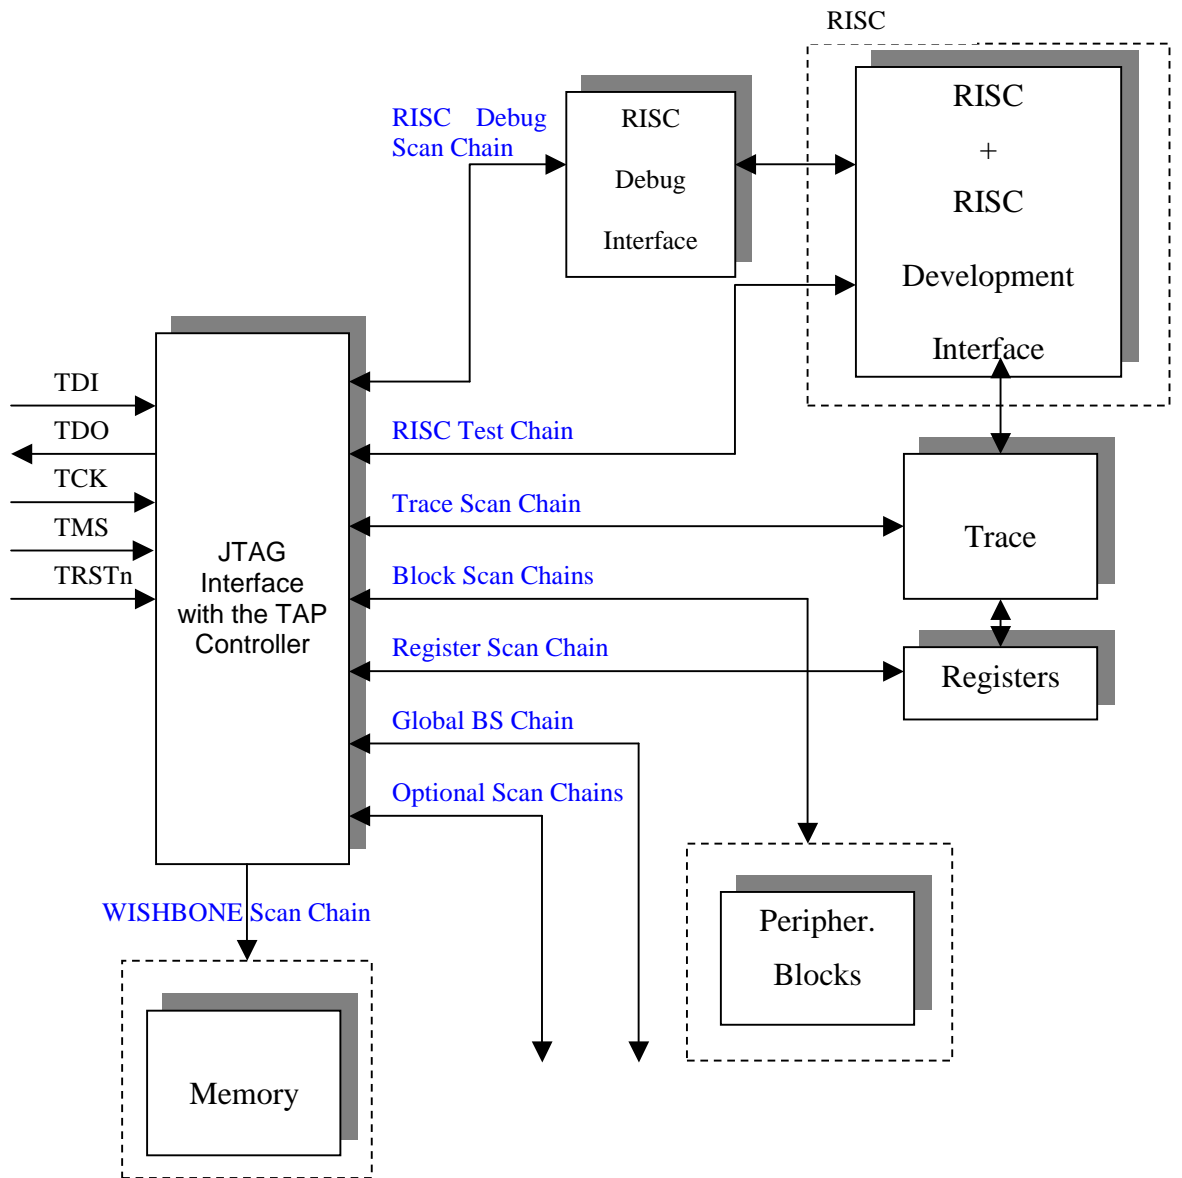 RISC
RISC Debug
Scan Chain
RISC
Debug
Interface
RISC
+
RISC
Development
Interface
TDI
TDO
TCK
TMS
TRSTn
JTAG
Interface
with the TAP
Controller
RISC Test Chain
Trace Scan Chain
Block Scan Chains
Register Scan Chain
Global BS Chain
Optional Scan Chains
Trace
Registers
WISHBONE Scan Chain
Peripher.
Blocks
Memory